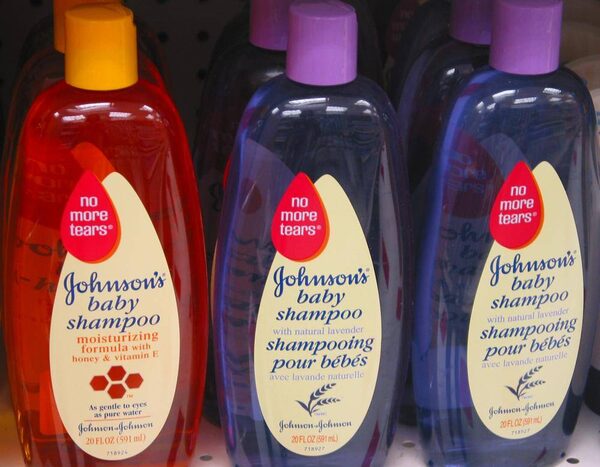 no
more
tears®
Johnson's®
baby
shampoo
moisturizing
formula with
honey & vitamin E
As gentle to eyes
as pure water
Johnson & Johnson
20 FL OZ (591 mL)
no
more
tears®
Johnson's®
baby
shampoo
with natural lavender
shampooing
pour bébés
avec lavande naturelle
Johnson & Johnson
20 FL OZ (591 mL)
718927
no
more
tears®
Johnson's®
baby
shampoo
with natural lavender
shampooing
pour bébés
avec lavande naturelle
Johnson & Johnson
20 FL OZ (591 mL)